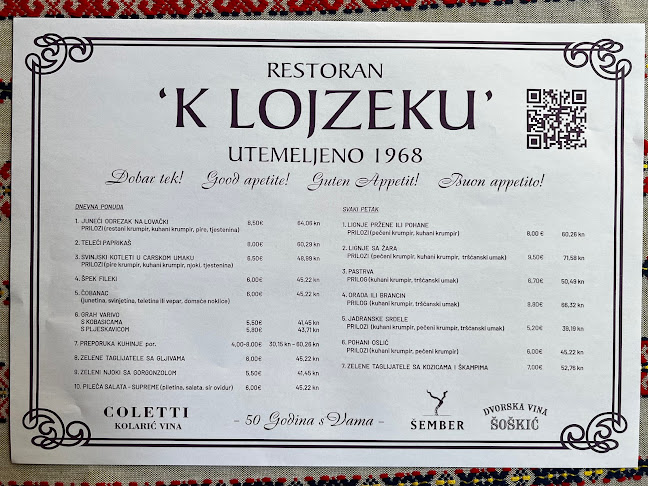 RESTORAN
'K LOJZEKU'
UTEMELJENO 1968
Dobar tek! Good apetite! Guten Appetit! Buon appetito!
DNEVNA PONUDA
1. JUNEĆI ODREZAK NA LOVAČKI 8,50€ 64,06 kn
PRILOZI (restani krumpir, kuhani krumpir, pire, tjestenina)
2. TELEĆI PAPRIKAŠ 8,00€ 60,29 kn
3. SVINJSKI KOTLETI U CARSKOM UMAKU 6,50€ 48,99 kn
PRILOZI (pire krumpir, kuhani krumpir, njoki, tjestenina)
4. ŠPEK FILEKI 6,00€ 45,22 kn
5. ČOBANAC 6,00€ 45,22 kn
(junetina, svinjetina, teletina ili vepar, domaće noklice)
6. GRAH VARIVO
S KOBASICAMA 5,50€ 41,45 kn
S PLJESKAVICOM 5,80€ 43,71 kn
7. PREPORUKA KUHINJE por. 4,00-8,00€ 30,15 kn - 60,26 kn
8. ZELENE TAGLIJATELE SA GLJIVAMA 6,00€ 45,22 kn
9. ZELENI NJOKI SA GORGONZOLOM 5,50€ 41,45 kn
10. PILEĆA SALATA - SUPREME (piletina, salata, sir, ovidur) 6,00€ 45,22 kn
SVAKI PETAK
1. LIGNJE PRŽENE ILI POHANE 8,00 € 60,26 kn
PRILOZI (pečeni krumpir, kuhani krumpir)
2. LIGNJE SA ŽARA 9,50€ 71,58 kn
PRILOZI (pečeni krumpir, kuhani krumpir, tršćanski umak)
3. PASTRVA 6,70€ 50,49 kn
PRILOG (kuhani krumpir, tršćanski umak)
4. ORADA ILI BRANCIN 8,80€ 66,32 kn
PRILOG (kuhani krumpir, tršćanski umak)
5. JADRANSKE SRDELE 5,20€ 39,19 kn
PRILOZI (kuhani krumpir, pečeni krumpir, tršćanski umak)
6. POHANI OSLIĆ 6,00€ 45,22 kn
PRILOZI (pečeni krumpir, kuhani krumpir)
7. ZELENE TAGLIJATELE SA KOZICAMA I ŠKAMPIMA 7,00€ 52,76 kn
COLETTI
KOLARIĆ VINA
- 50 Godina s Vama -
ŠEMBER
DVORSKA VINA
ŠOŠKIĆ